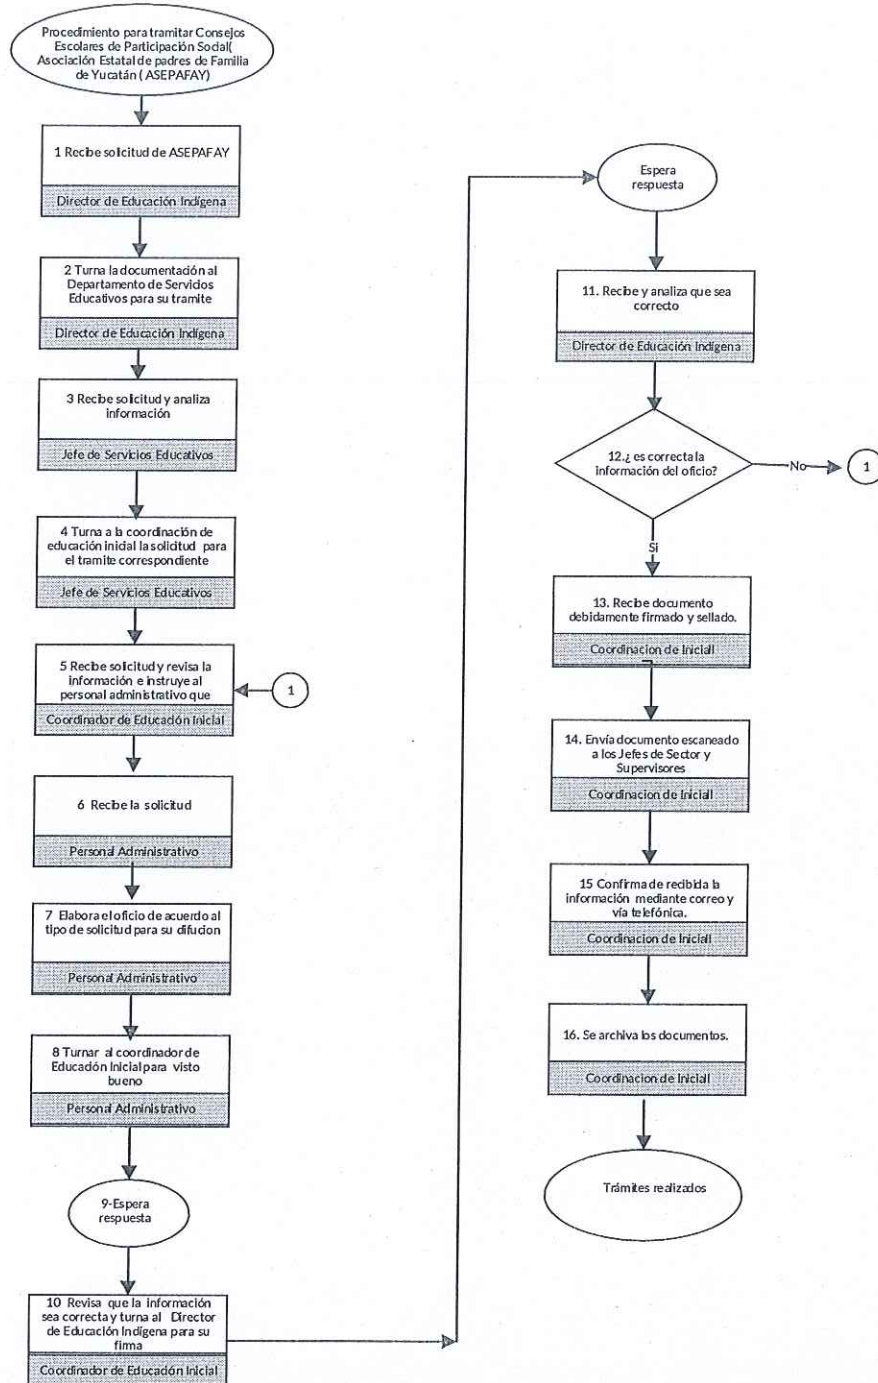 Procedimiento para tramitar Consejos
Escolares de Participación Social(
Asociación Estatal de padres de Familia
de Yucatán ( ASEPAFAY)
1 Recibe solicitud de ASEPAFAY
Director de Educación Indígena
2 Turna la documentación al
Departamento de Servicios
Educativos para su tramite
Director de Educación Indígena
3 Recibe solicitud y analiza
información
Jefe de Servicios Educativos
4 Turna a la coordinación de
educación inicial la solicitud para
el tramite correspondiente
Jefe de Servicios Educativos
5 Recibe solicitud y revisa la
información e instruye al
personal administrativo que
Coordinador de Educación Inicial
1
6 Recibe la solicitud
Personal Administrativo
7 Elabora el oficio de acuerdo al
tipo de solicitud para su difucion
Personal Administrativo
8 Turnar al coordinador de
Educación Inicial para visto
bueno
Personal Administrativo
9-Espera
respuesta
10 Revisa que la información
sea correcta y turna al Director
de Educación Indígena para su
firma
Coordinador de Educación Inicial
Espera
respuesta
11. Recibe y analiza que sea
correcto
Director de Educación Indígena
12.¿ es correcta la
información del oficio?
No
1
Si
13. Recibe documento
debidamente firmado y sellado.
Coordinacion de Iniciall
14. Envía documento escaneado
a los Jefes de Sector y
Supervisores
Coordinacion de Iniciall
15 Confirma de recibida la
información mediante correo y
vía telefónica.
Coordinacion de Iniciall
16. Se archiva los documentos.
Coordinacion de Iniciall
Trámites realizados